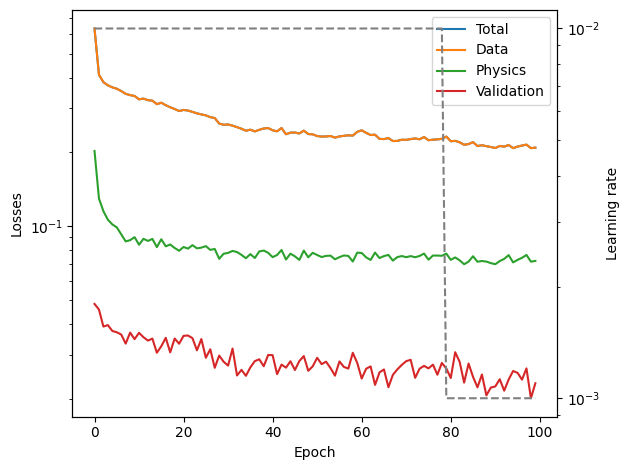 Total
Data
Physics
Validation
Losses
10⁻¹
Learning rate
10⁻²
10⁻³
0
20
40
60
80
100
Epoch